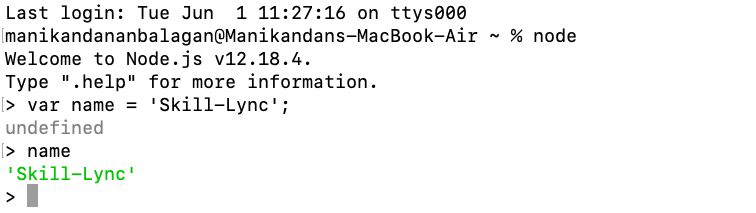 Last login: Tue Jun  1 11:27:16 on ttys000
manikandananbalagan@Manikandans-MacBook-Air ~ % node
Welcome to Node.js v12.18.4.
Type ".help" for more information.
> var name = 'Skill-Lync';
undefined
> name
'Skill-Lync'
>